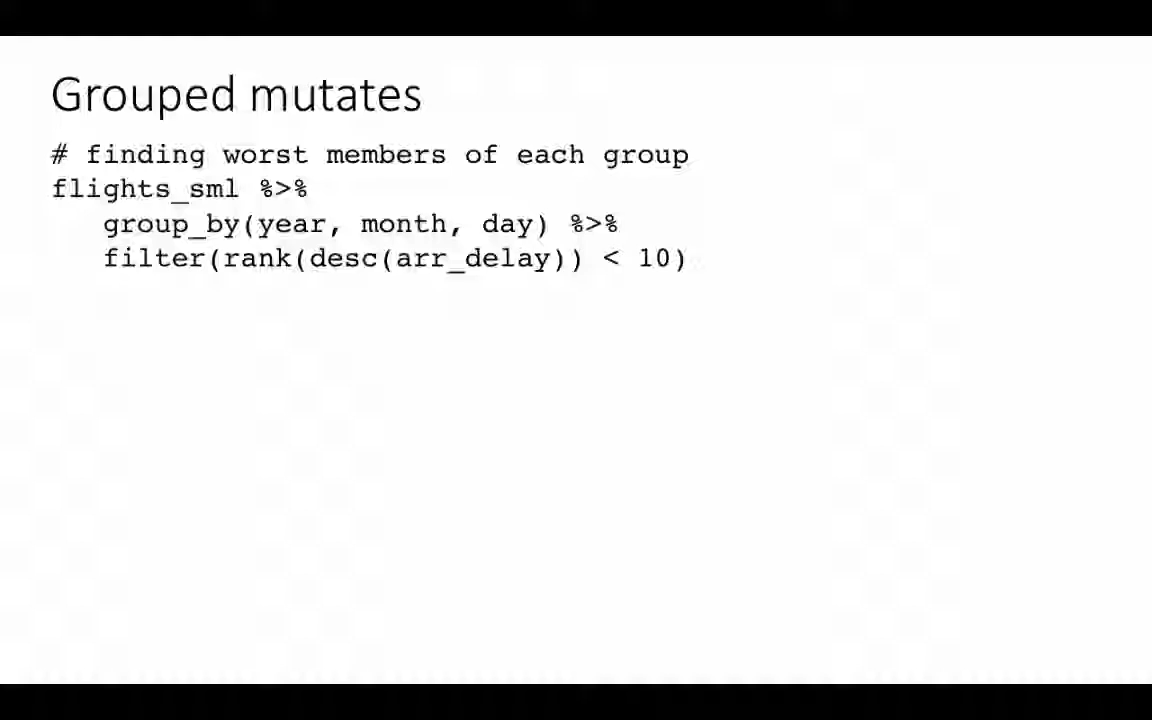 Grouped mutates
# finding worst members of each group
flights_sml %>%
   group_by(year, month, day) %>%
   filter(rank(desc(arr_delay)) < 10)